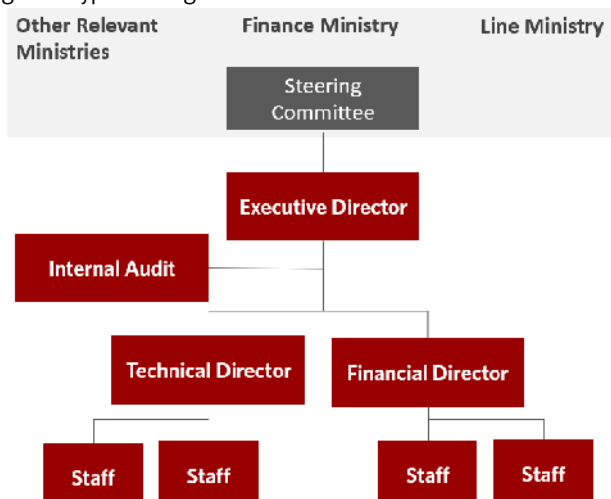 Other Relevant
Ministries
Finance Ministry
Line Ministry
Steering
Committee
Executive Director
Internal Audit
Technical Director
Financial Director
Staff
Staff
Staff
Staff